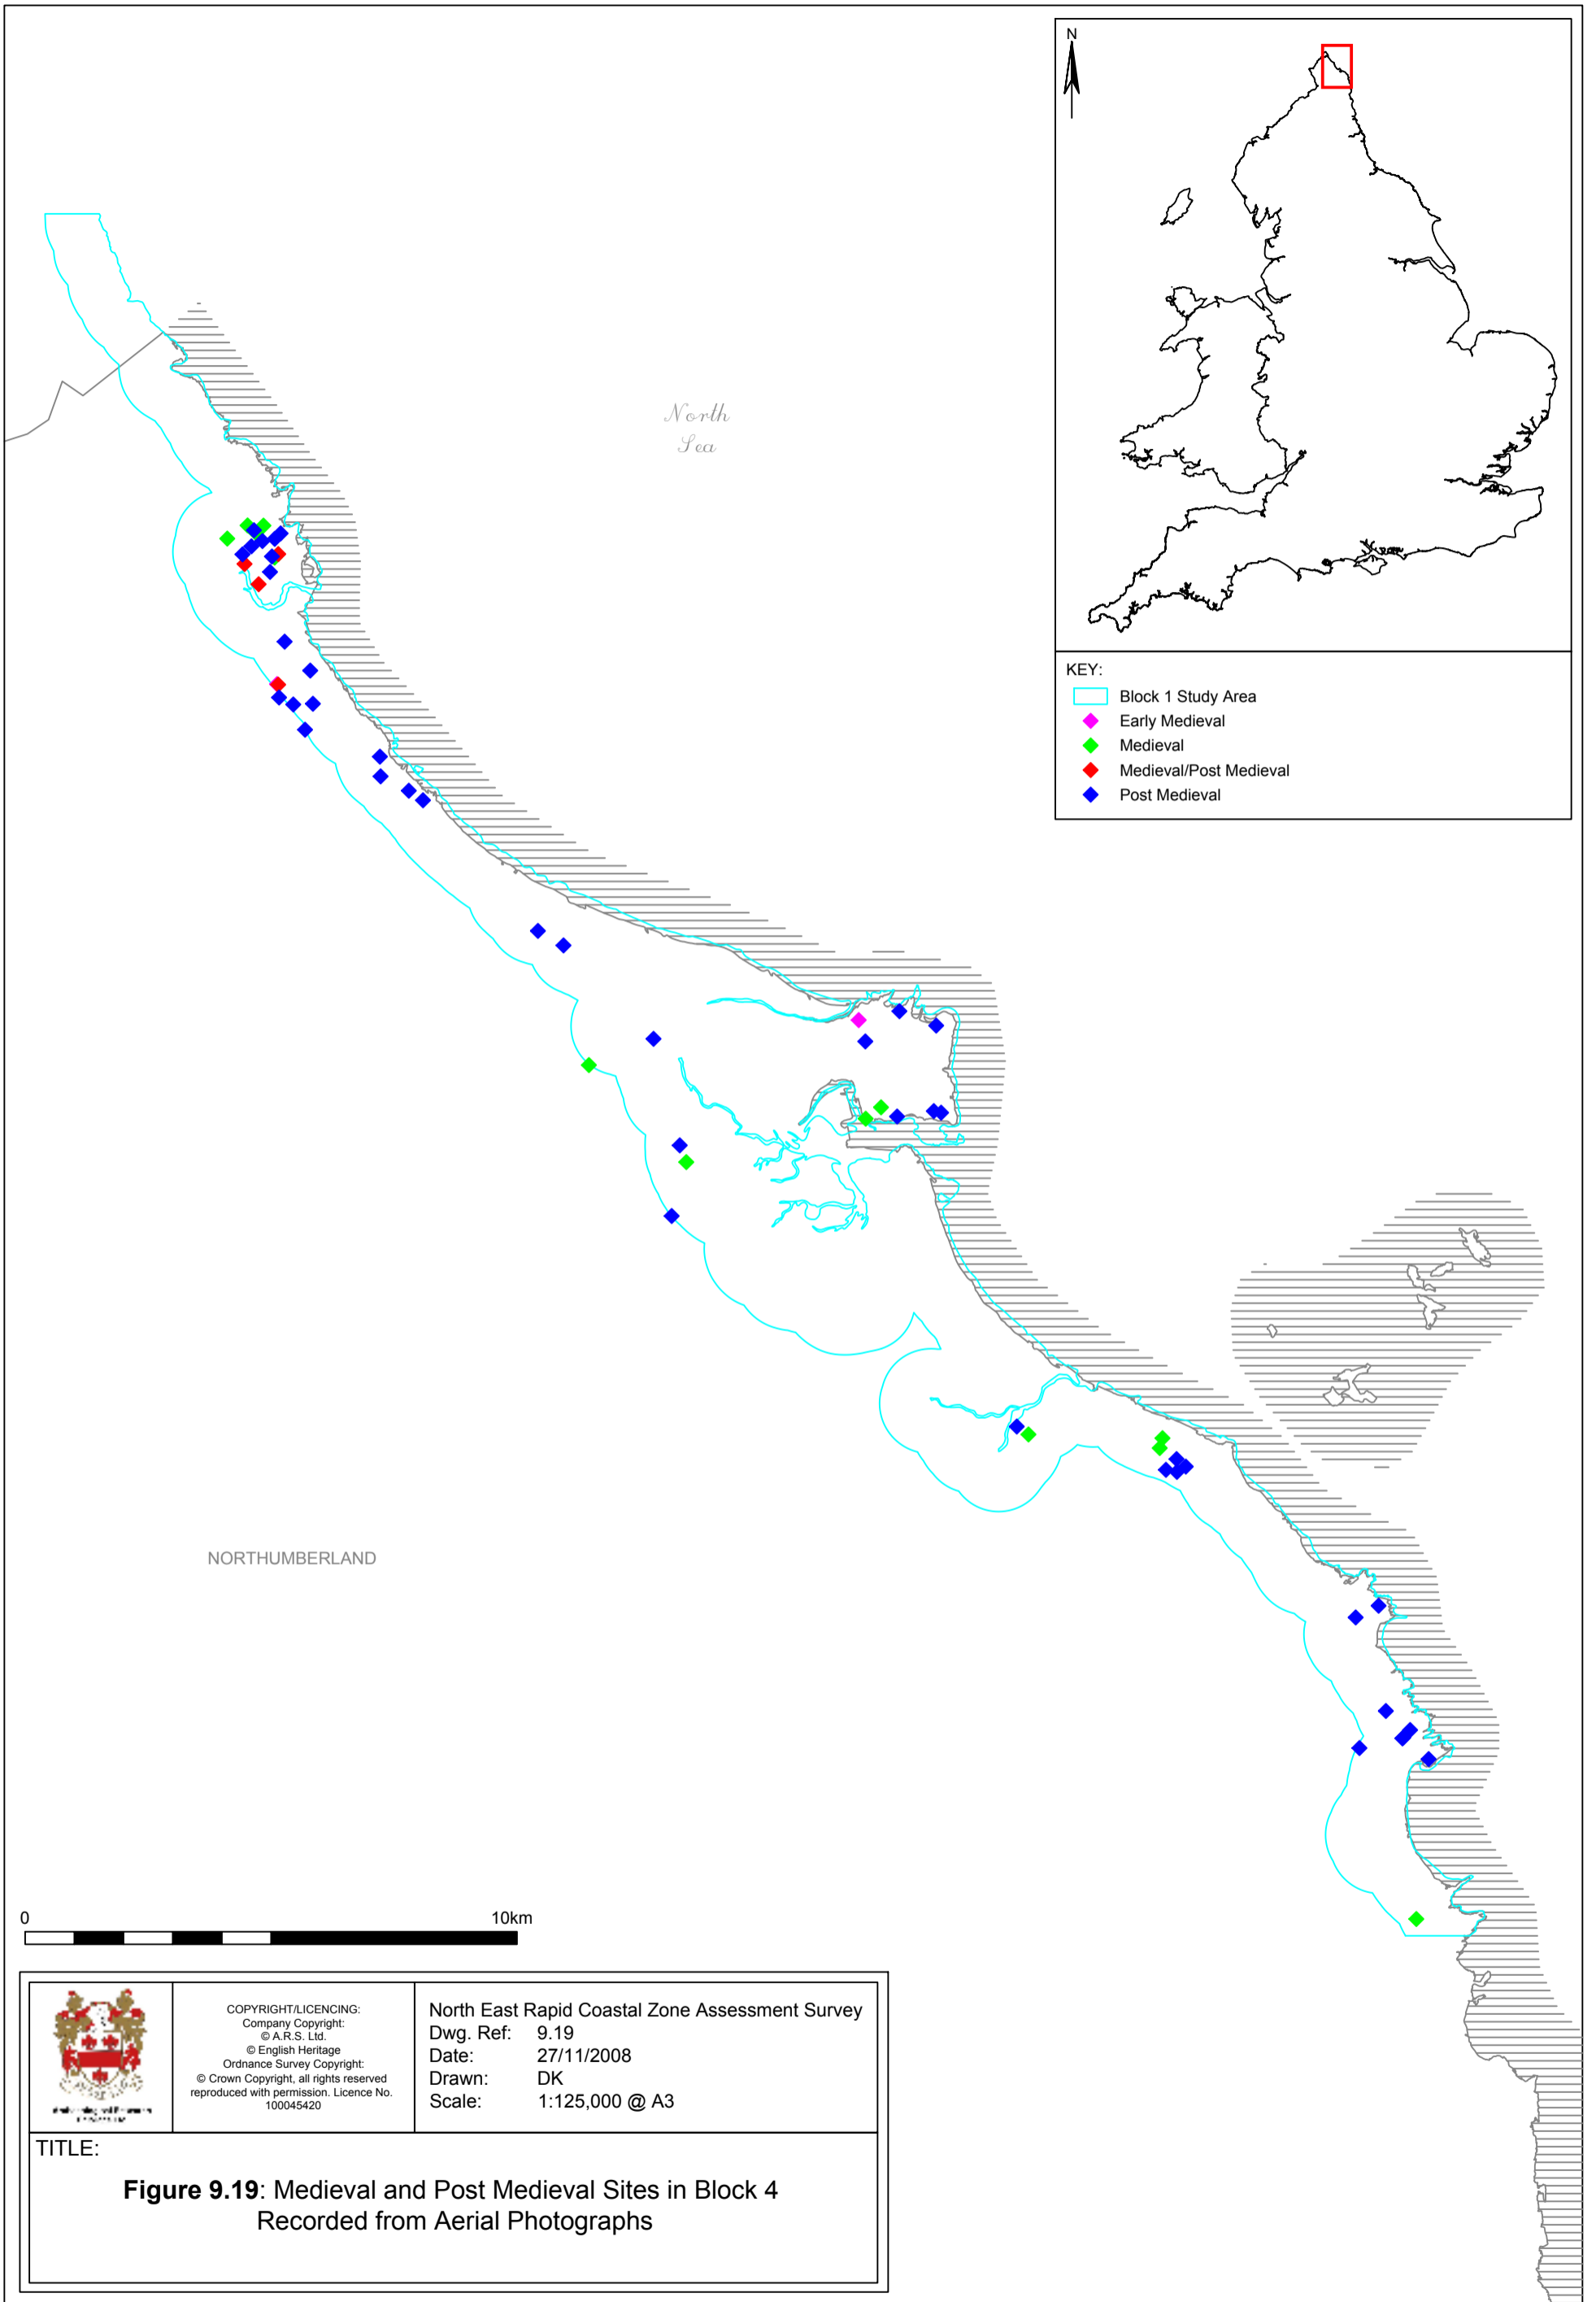 N
North
Sea
KEY:
Block 1 Study Area
Early Medieval
Medieval
Medieval/Post Medieval
Post Medieval
NORTHUMBERLAND
0 10km
COPYRIGHT/LICENCING:
Company Copyright:
© A.R.S. Ltd.
© English Heritage
Ordnance Survey Copyright:
© Crown Copyright, all rights reserved
reproduced with permission. Licence No.
100045420
North East Rapid Coastal Zone Assessment Survey
Dwg. Ref: 9.19
Date: 27/11/2008
Drawn: DK
Scale: 1:125,000 @ A3
TITLE:
Figure 9.19: Medieval and Post Medieval Sites in Block 4
Recorded from Aerial Photographs